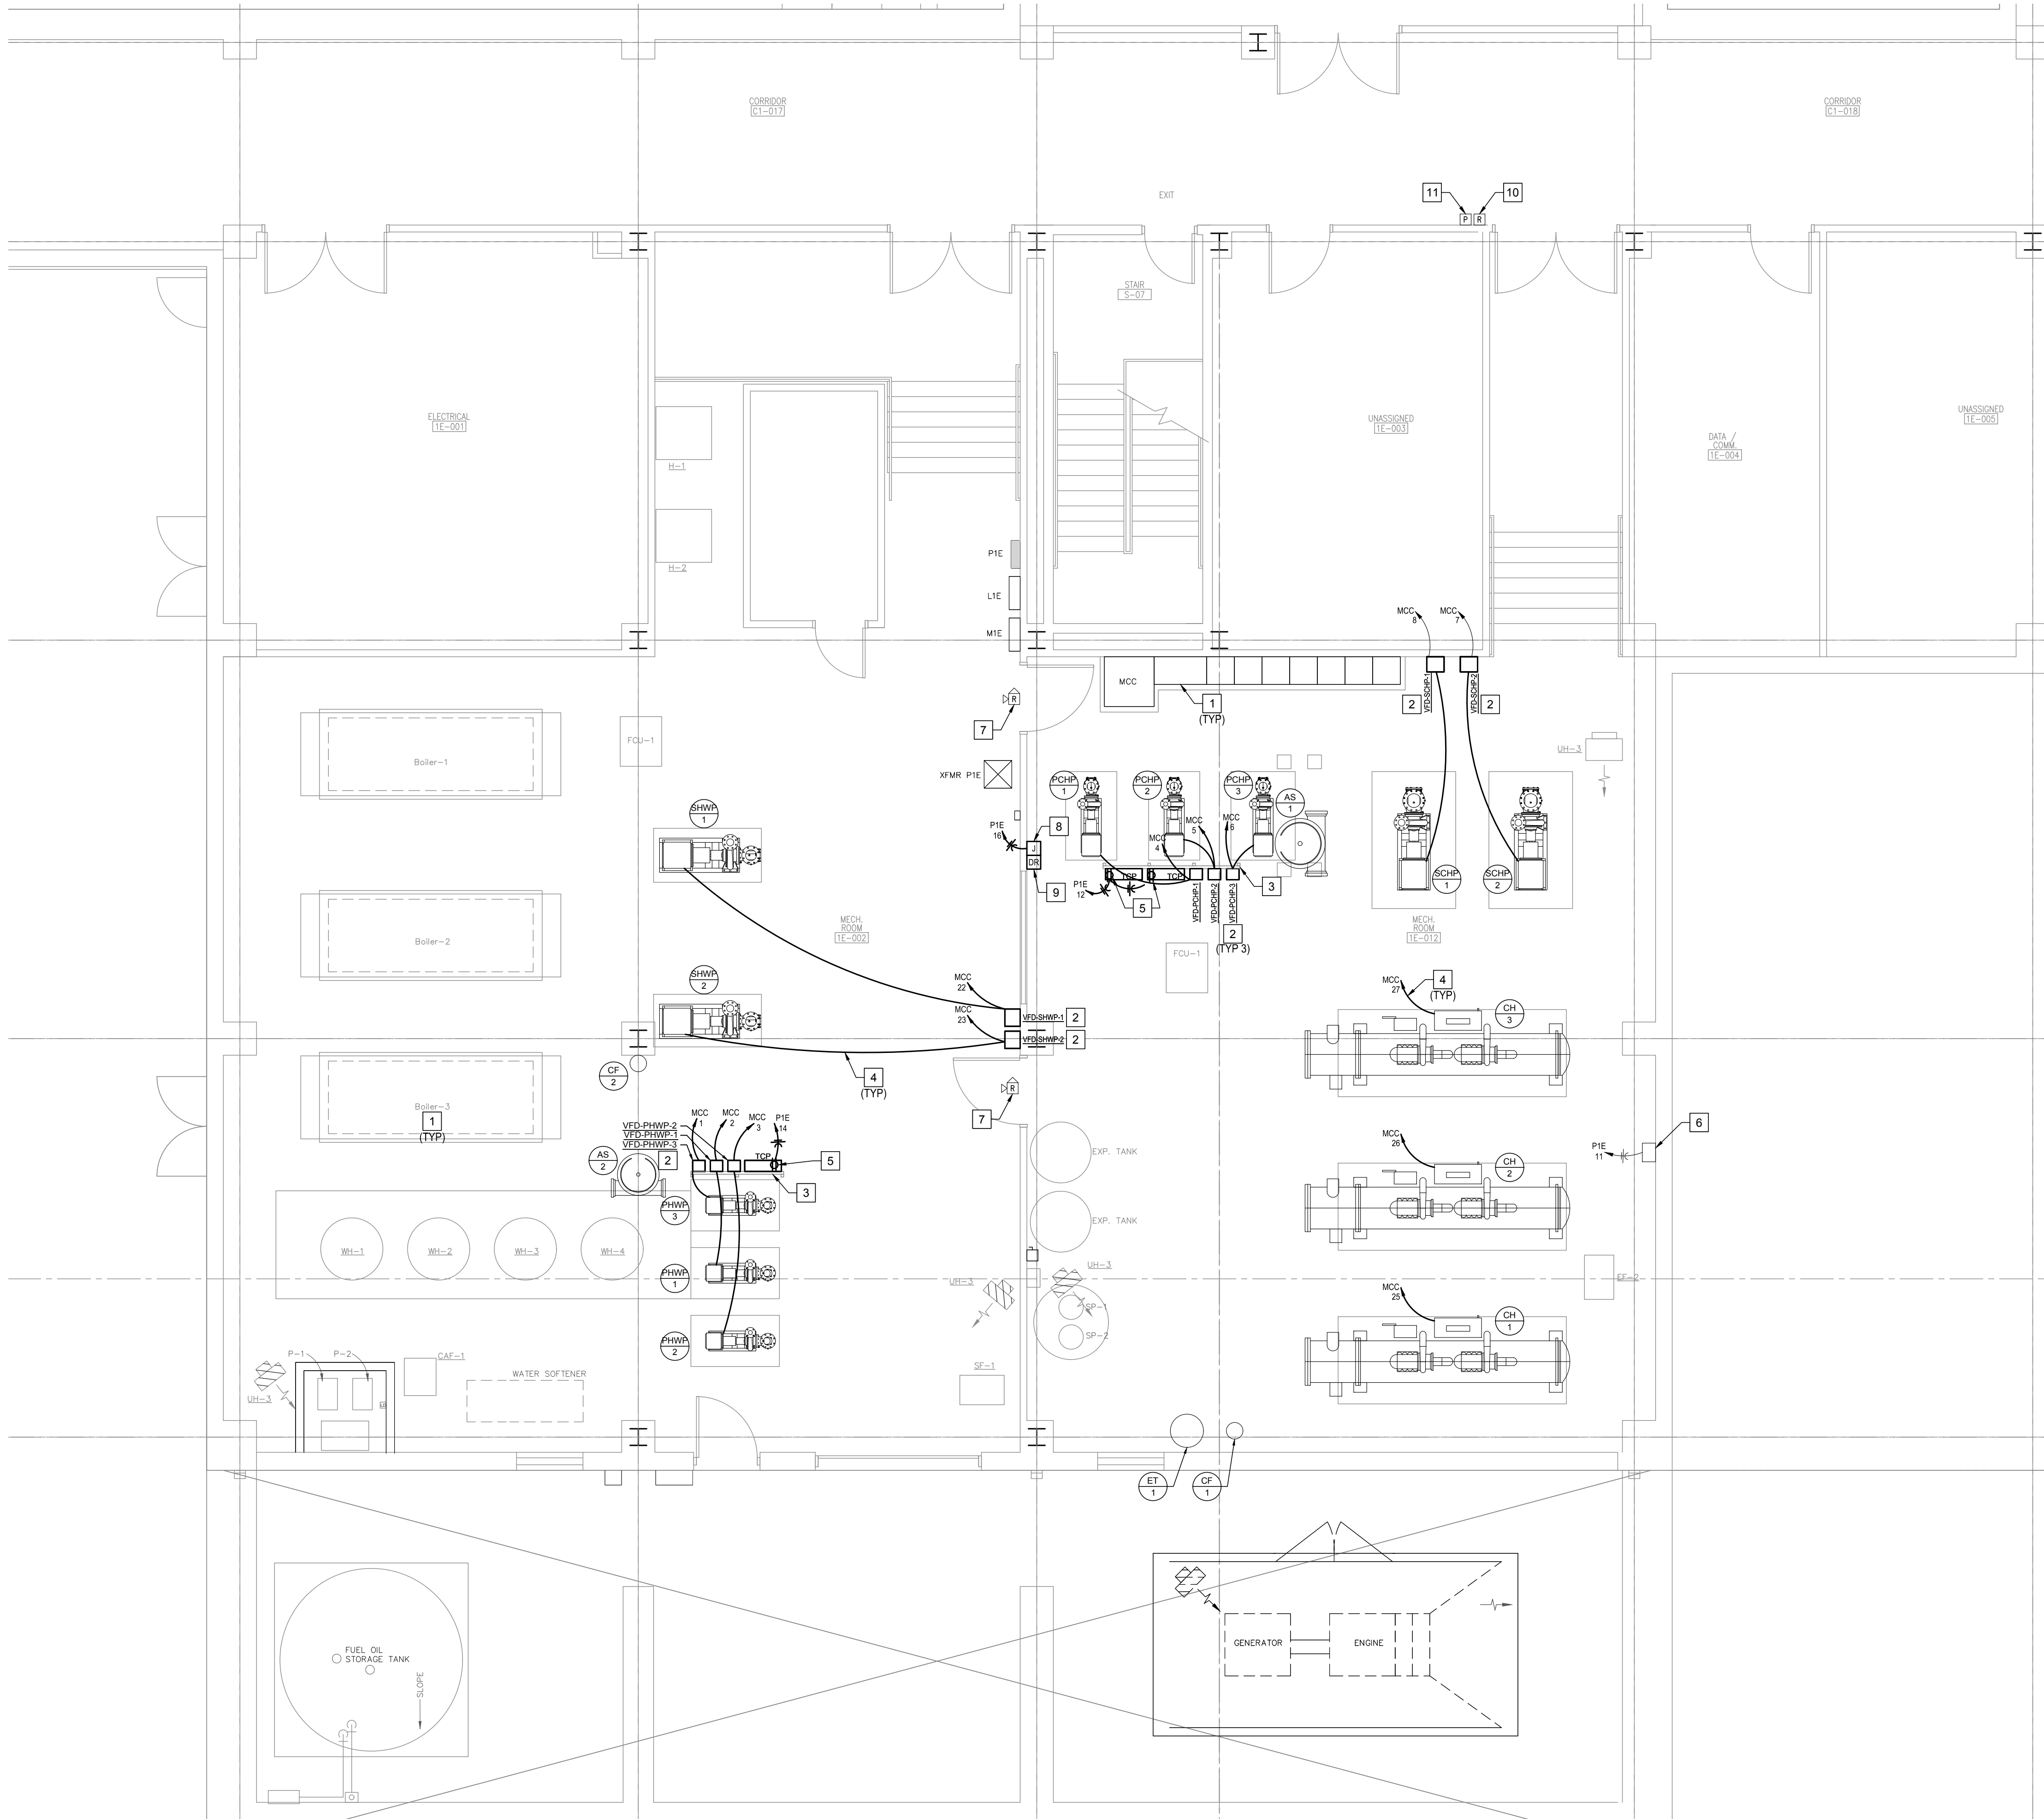 CORRIDOR
C1-017
CORRIDOR
C1-018
EXIT
11
10
P
R
STAIR
S-07
ELECTRICAL
1E-001
H-1
H-2
UNASSIGNED
1E-003
DATA /
COMM.
1E-004
UNASSIGNED
1E-005
P1E
L1E
M1E
MCC
8
MCC
7
MCC
1
(TYP)
2
VFD-SCHP-1
VFD-SCHP-2
2
R
7
FCU-1
Boiler-1
XFMR P1E
UH-3
PCHP
1
PCHP
2
PCHP
3
AS
1
SHWP
1
P1E
16
8
J
DR
9
MCC
4
MCC
5
MCC
6
TCP
TCP
3
P1E
12
5
VFD-PCHP-1
VFD-PCHP-2
VFD-PCHP-3
2
(TYP 3)
SCHP
1
SCHP
2
MECH.
ROOM
1E-002
MECH.
ROOM
1E-012
Boiler-2
FCU-1
SHWP
2
MCC
22
MCC
23
VFD-SHWP-1
2
VFD-SHWP-2
2
MCC
27
4
(TYP)
CH
3
CF
2
4
(TYP)
R
7
Boiler-3
1
(TYP)
VFD-PHWP-2
VFD-PHWP-1
VFD-PHWP-3
MCC
1
MCC
2
MCC
3
P1E
14
TCP
5
3
AS
2
2
EXP. TANK
EXP. TANK
MCC
26
CH
2
P1E
11
6
PHWP
3
WH-1
WH-2
WH-3
WH-4
PHWP
1
UH-3
UH-3
SP-1
SP-2
EF-2
MCC
25
CH
1
PHWP
2
P-1
P-2
CAF-1
UH-3
WATER SOFTENER
SF-1
ET
1
CF
1
FUEL OIL
STORAGE TANK
SLOPE
GENERATOR
ENGINE